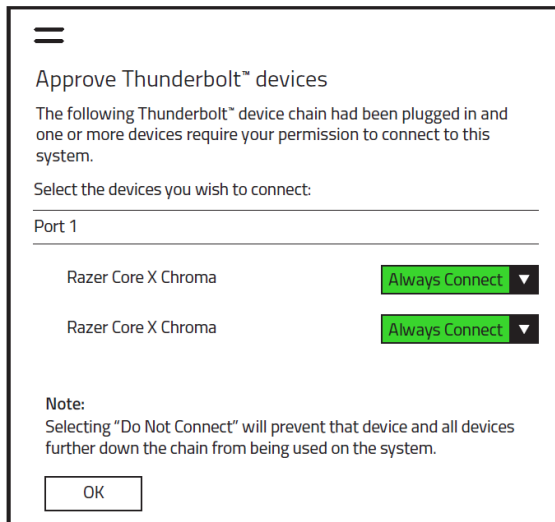 Approve Thunderbolt™ devices
The following Thunderbolt™ device chain had been plugged in and
one or more devices require your permission to connect to this
system.
Select the devices you wish to connect:
Port 1
Razer Core X Chroma Always Connect ▼
Razer Core X Chroma Always Connect ▼
Note:
Selecting “Do Not Connect” will prevent that device and all devices
further down the chain from being used on the system.
OK